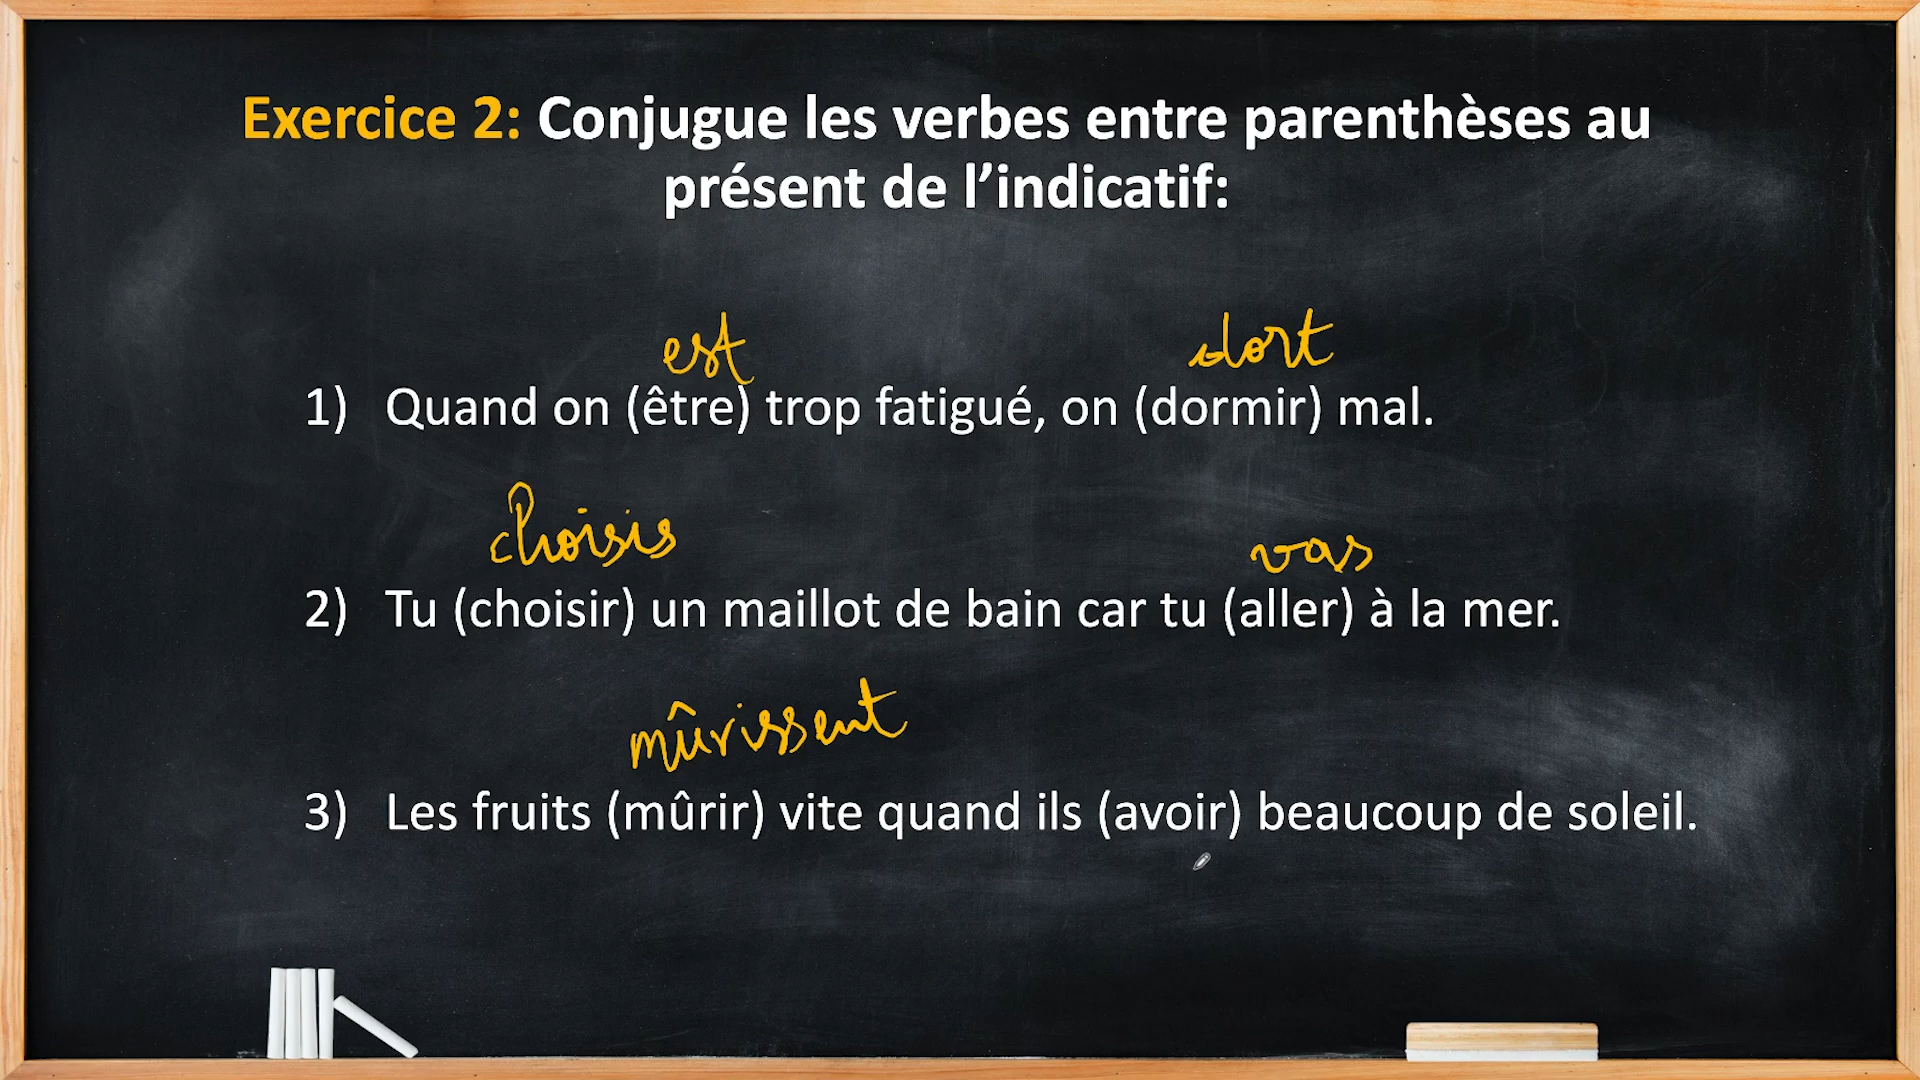 Exercice 2: Conjugue les verbes entre parenthèses au
présent de l’indicatif:
est dort
1) Quand on (être) trop fatigué, on (dormir) mal.
choisis vas
2) Tu (choisir) un maillot de bain car tu (aller) à la mer.
mûrissent
3) Les fruits (mûrir) vite quand ils (avoir) beaucoup de soleil.